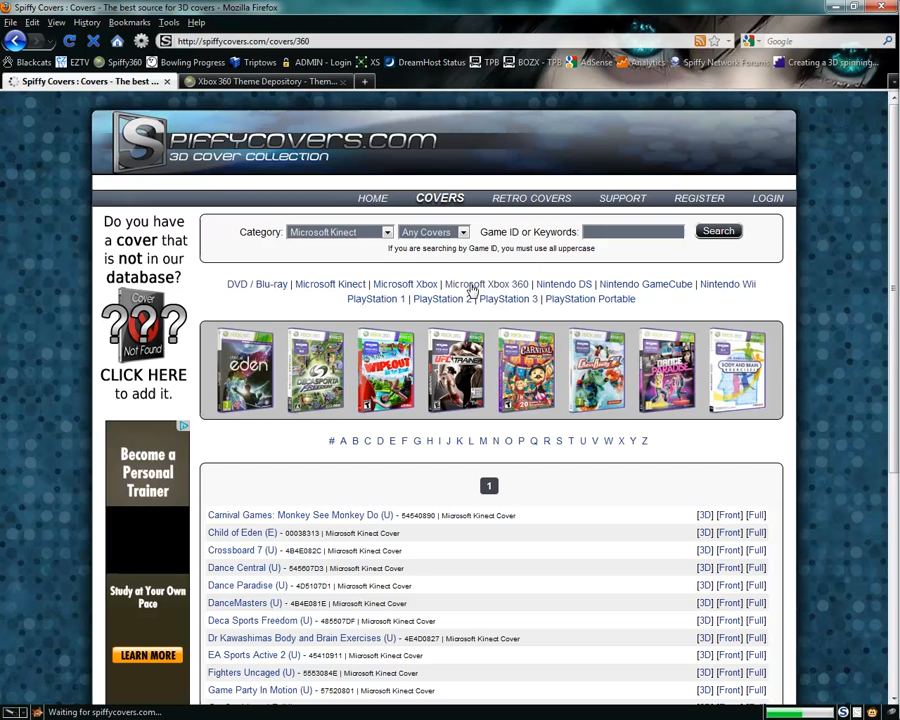 Spiffy Covers : Covers - The best source for 3D covers - Mozilla Firefox
File Edit View History Bookmarks Tools Help
http://spiffycovers.com/covers/360
Google
Blackcats EZTV Spiffy360 Bowling Progress Triptows ADMIN - Login XS DreamHost Status TPB BOZX - TPB AdSense Analytics Spiffy Network Forums Creating a 3D spinning...
Spiffy Covers : Covers - The best ... Xbox 360 Theme Depository - Them...
SPIFFYCOVERS.COM
3D COVER COLLECTION
HOME COVERS RETRO COVERS SUPPORT REGISTER LOGIN
Do you have
a cover that
is not in our
database?
Cover
Not Found
CLICK HERE
to add it.
Category: Microsoft Kinect Any Covers Game ID or Keywords: Search
If you are searching by Game ID, you must use all uppercase
DVD / Blu-ray | Microsoft Kinect | Microsoft Xbox | Microsoft Xbox 360 | Nintendo DS | Nintendo GameCube | Nintendo Wii
PlayStation 1 | PlayStation 2 | PlayStation 3 | PlayStation Portable
eden
WIPEOUT
TRAINER
CARNIVAL
DANCE PARADISE
# A B C D E F G H I J K L M N O P Q R S T U V W X Y Z
1
Become a
Personal
Trainer
Study at Your Own
Pace
LEARN MORE
Carnival Games: Monkey See Monkey Do (U) - 54540890 | Microsoft Kinect Cover [3D] [Front] [Full]
Child of Eden (E) - 00038313 | Microsoft Kinect Cover [3D] [Front] [Full]
Crossboard 7 (U) - 4B4E082C | Microsoft Kinect Cover [3D] [Front] [Full]
Dance Central (U) - 545607D3 | Microsoft Kinect Cover [3D] [Front] [Full]
Dance Paradise (U) - 4D5107D1 | Microsoft Kinect Cover [3D] [Front] [Full]
DanceMasters (U) - 4B4E081E | Microsoft Kinect Cover [3D] [Front] [Full]
Deca Sports Freedom (U) - 485507DF | Microsoft Kinect Cover [3D] [Front] [Full]
Dr Kawashimas Body and Brain Exercises (U) - 4E4D0827 | Microsoft Kinect Cover [3D] [Front] [Full]
EA Sports Active 2 (U) - 45410911 | Microsoft Kinect Cover [3D] [Front] [Full]
Fighters Uncaged (U) - 5553084E | Microsoft Kinect Cover [3D] [Front] [Full]
Game Party In Motion (U) - 57520801 | Microsoft Kinect Cover [3D] [Front] [Full]
Waiting for spiffycovers.com...